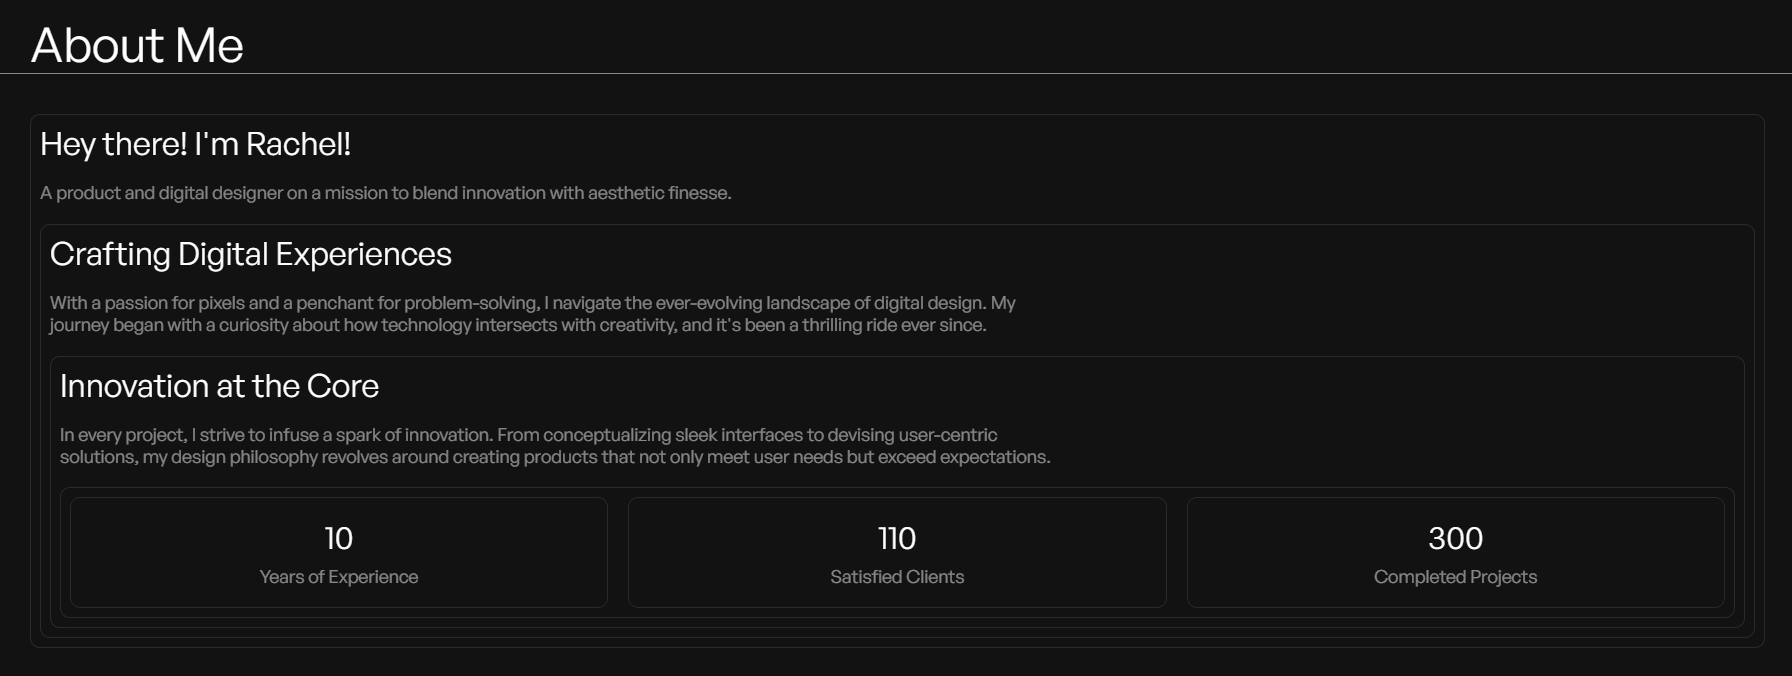 About Me
Hey there! I'm Rachel!
A product and digital designer on a mission to blend innovation with aesthetic finesse.
Crafting Digital Experiences
With a passion for pixels and a penchant for problem-solving, I navigate the ever-evolving landscape of digital design. My
journey began with a curiosity about how technology intersects with creativity, and it's been a thrilling ride ever since.
Innovation at the Core
In every project, I strive to infuse a spark of innovation. From conceptualizing sleek interfaces to devising user-centric
solutions, my design philosophy revolves around creating products that not only meet user needs but exceed expectations.
10
Years of Experience
110
Satisfied Clients
300
Completed Projects